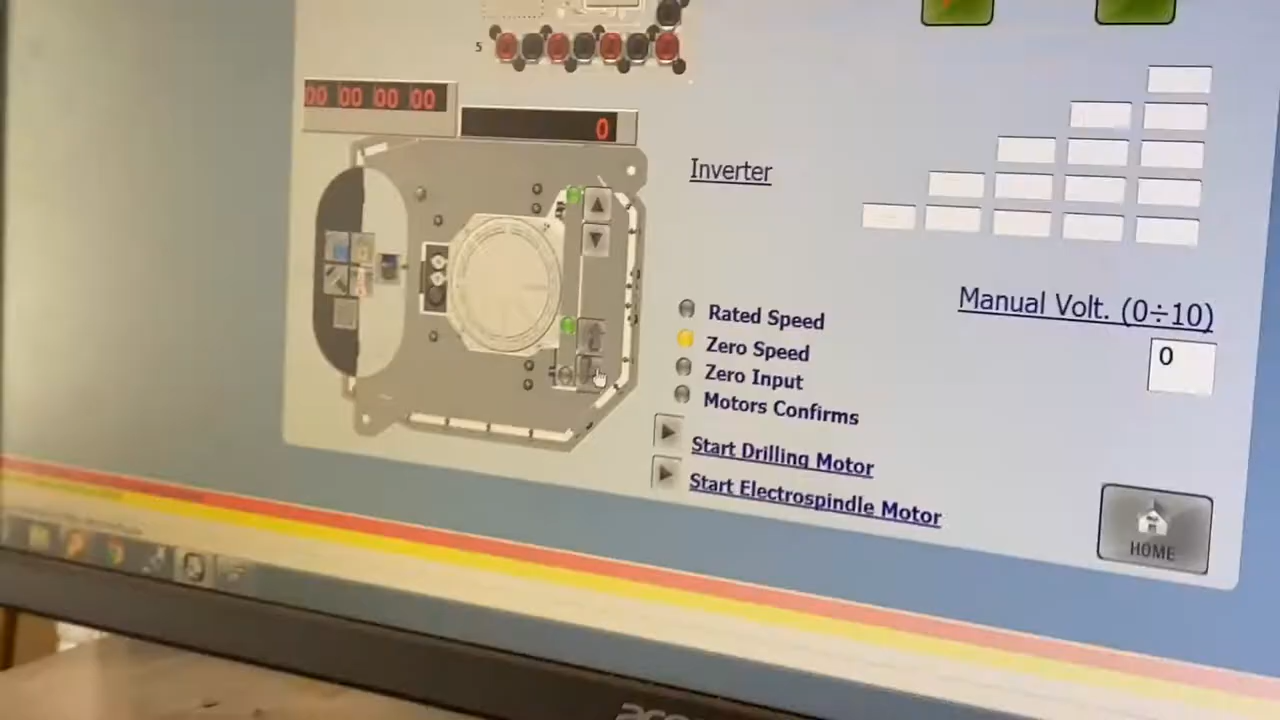 5
00 00 00 00
0
Inverter
Rated Speed
Zero Speed
Zero Input
Motors Confirms
Start Drilling Motor
Start Electrospindle Motor
Manual Volt. (0÷10)
0
HOME
acer